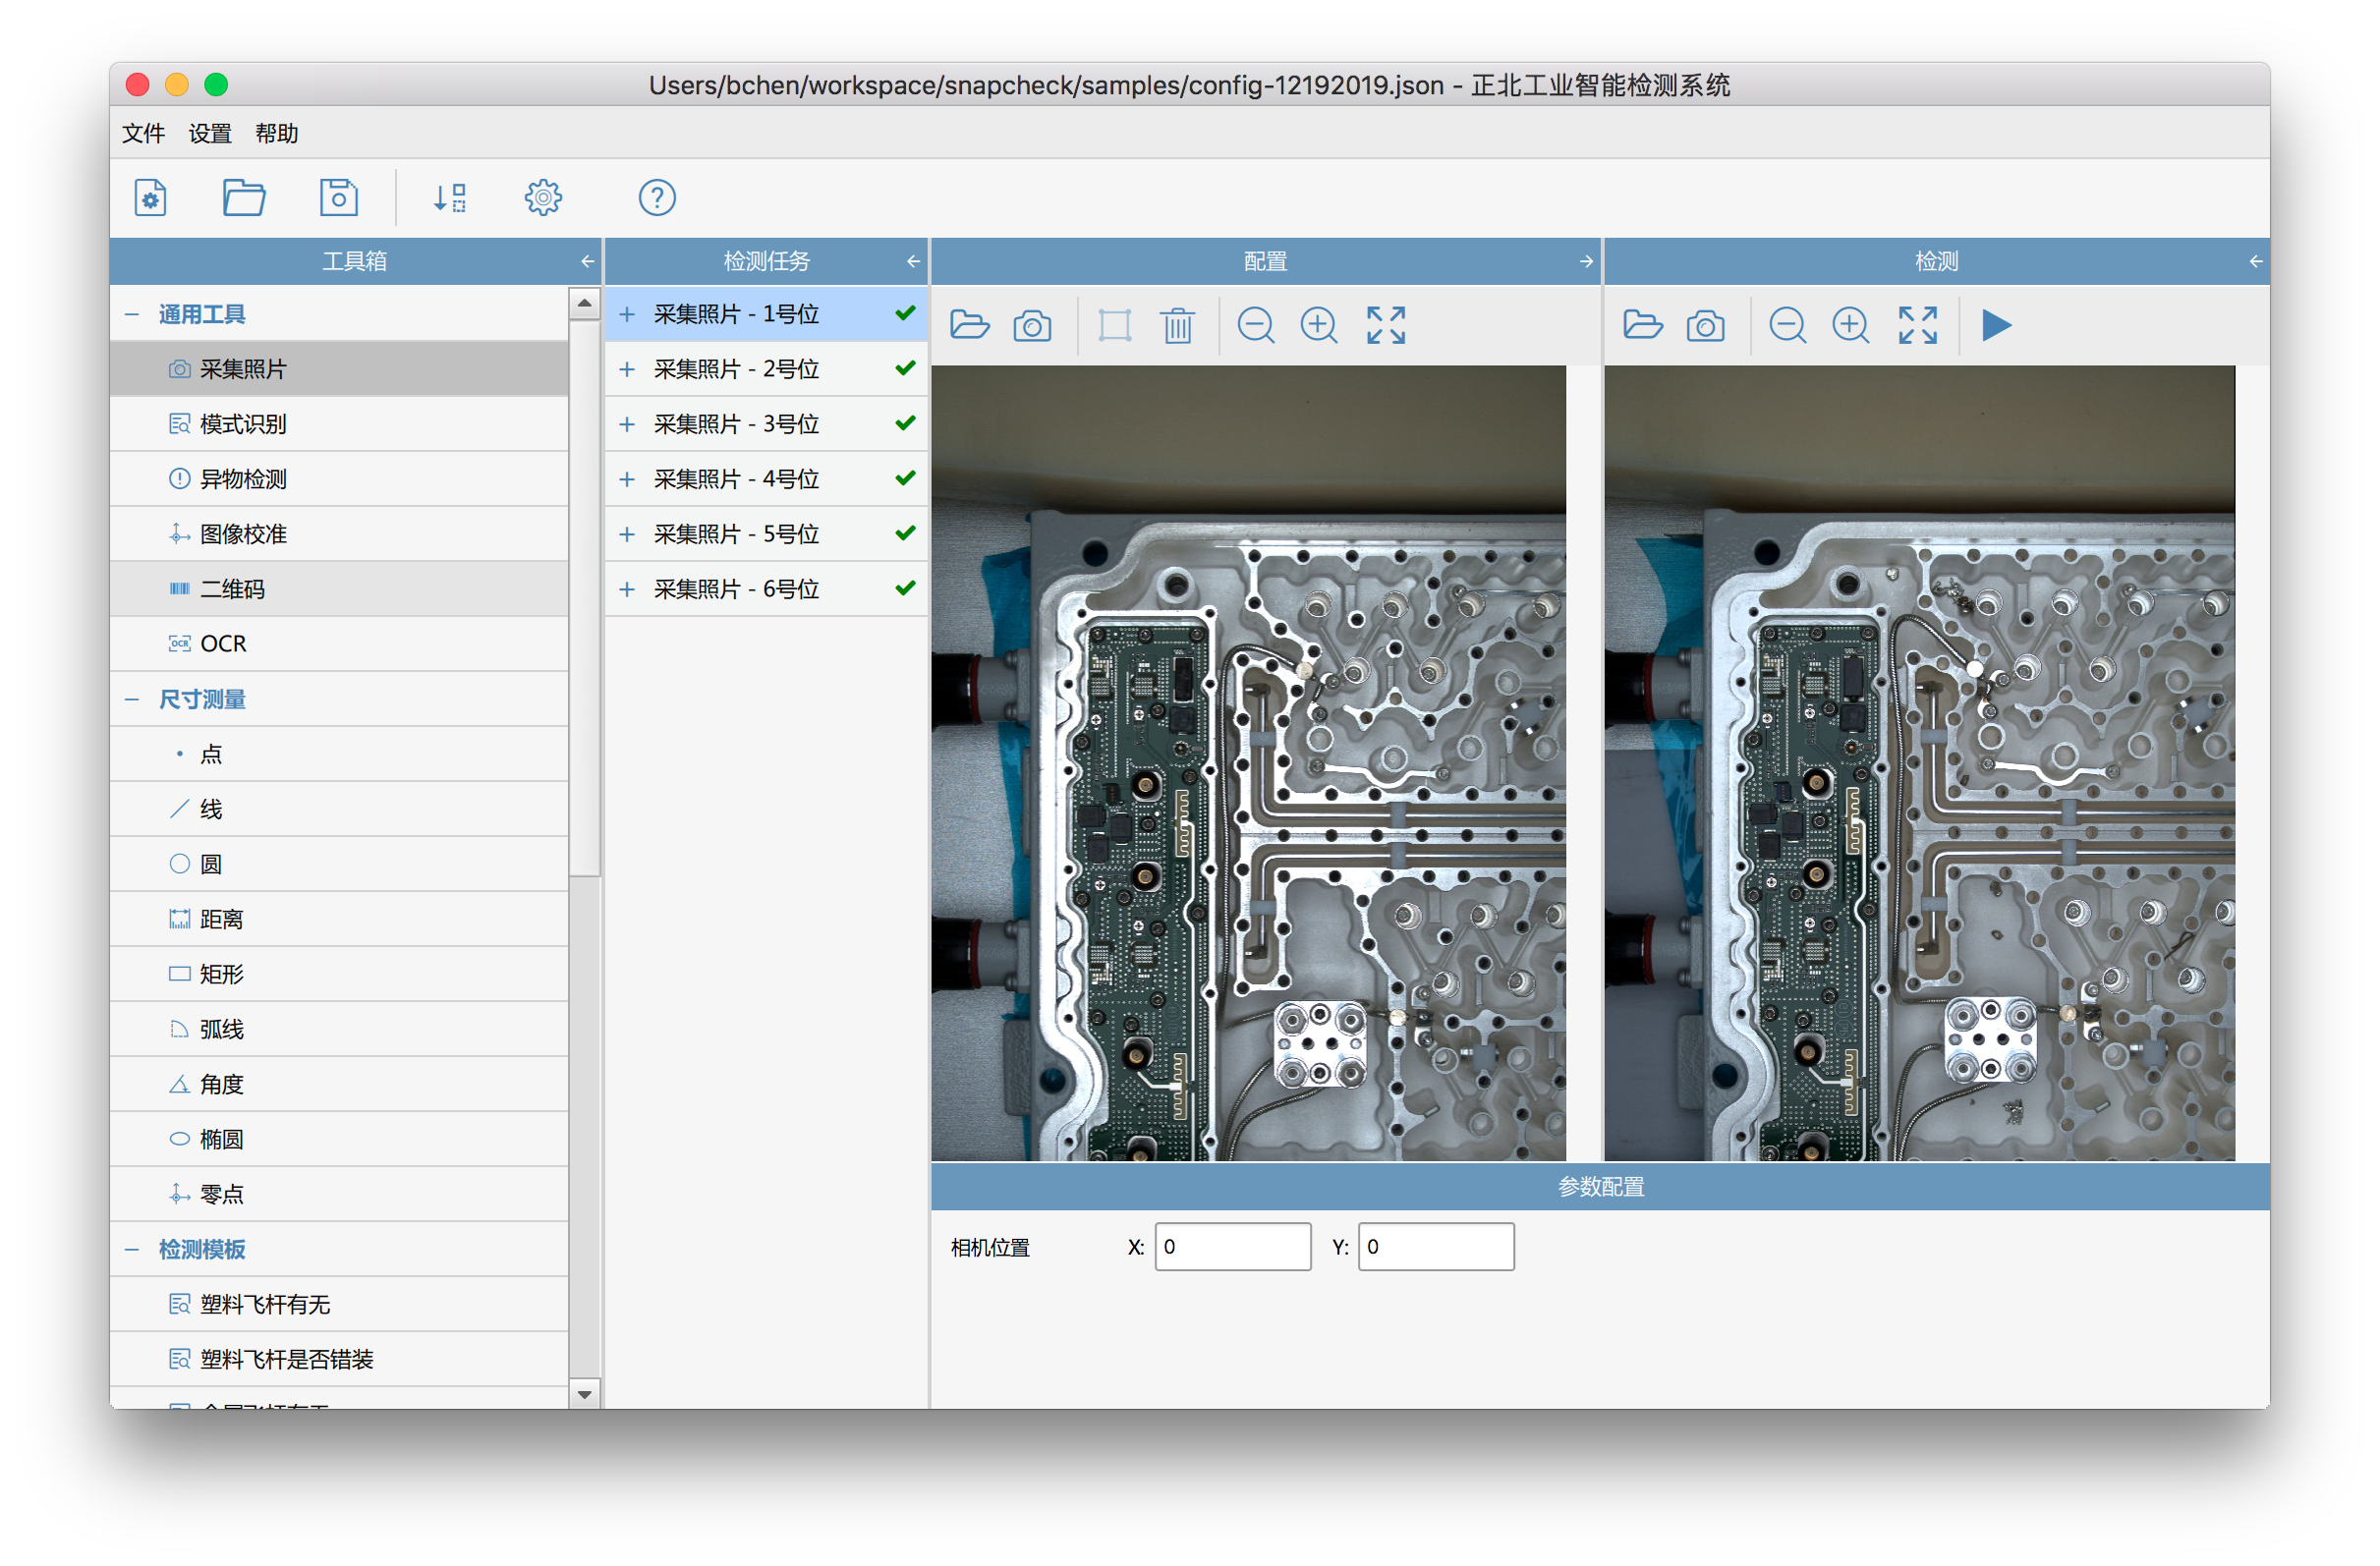 Users/bchen/workspace/snapcheck/samples/config-12192019.json - 正北工业智能检测系统
文件 设置 帮助
工具箱
通用工具
采集照片
模式识别
异物检测
图像校准
二维码
OCR
尺寸测量
点
线
圆
距离
矩形
弧线
角度
椭圆
零点
检测模板
塑料飞杆有无
塑料飞杆是否错装
检测任务
采集照片 - 1号位
采集照片 - 2号位
采集照片 - 3号位
采集照片 - 4号位
采集照片 - 5号位
采集照片 - 6号位
配置
检测
参数配置
相机位置 X: 0 Y: 0